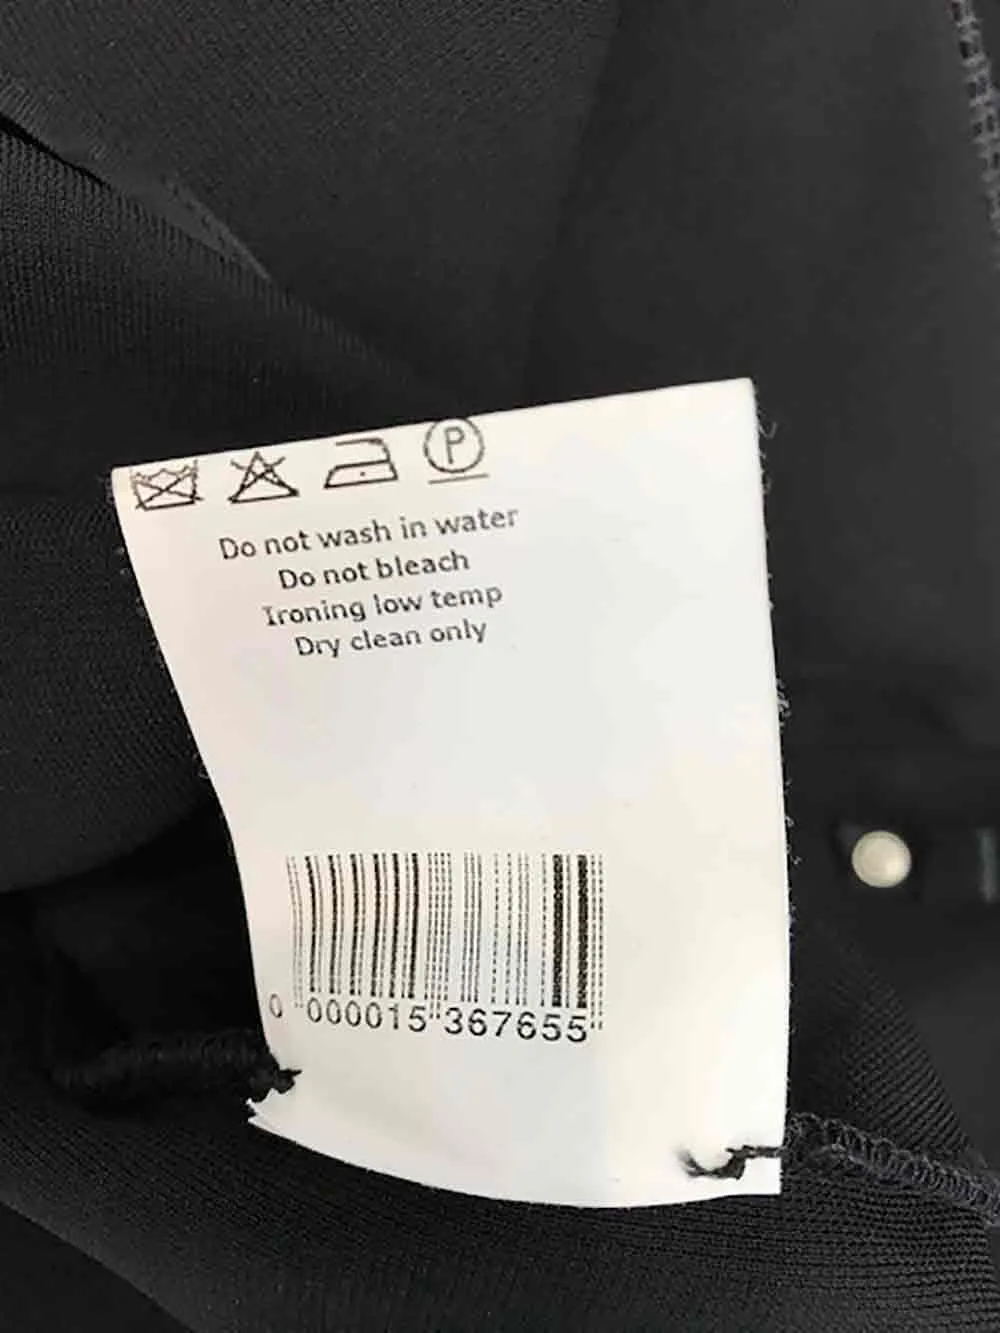 P
Do not wash in water
Do not bleach
Ironing low temp
Dry clean only
0 000015 367655